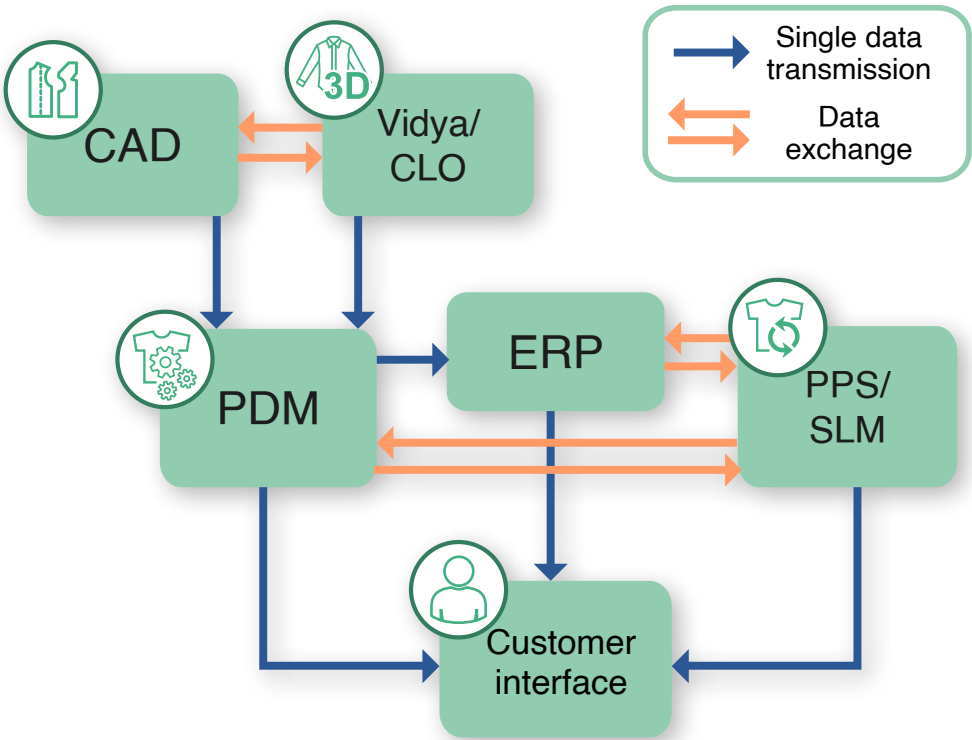 CAD
3D
Vidya/
CLO
Single data
transmission
Data
exchange
PDM
ERP
PPS/
SLM
Customer
interface